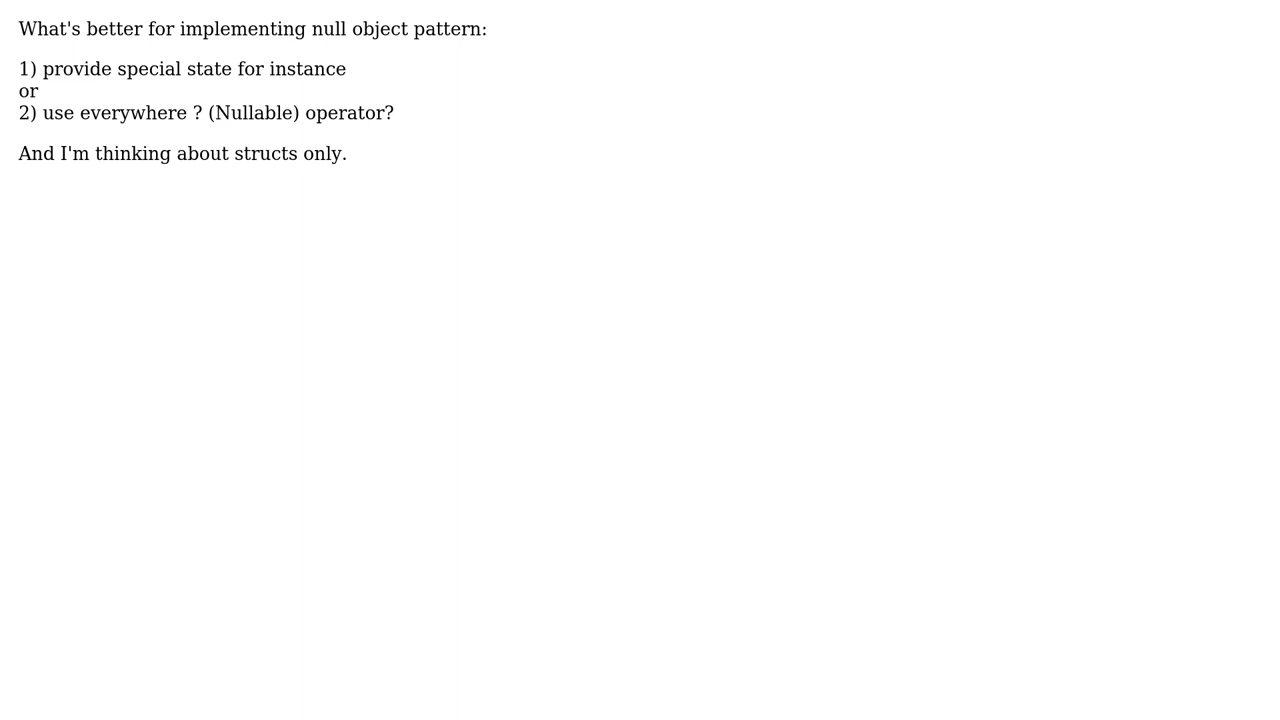 What's better for implementing null object pattern:
1) provide special state for instance
or
2) use everywhere ? (Nullable) operator?
And I'm thinking about structs only.